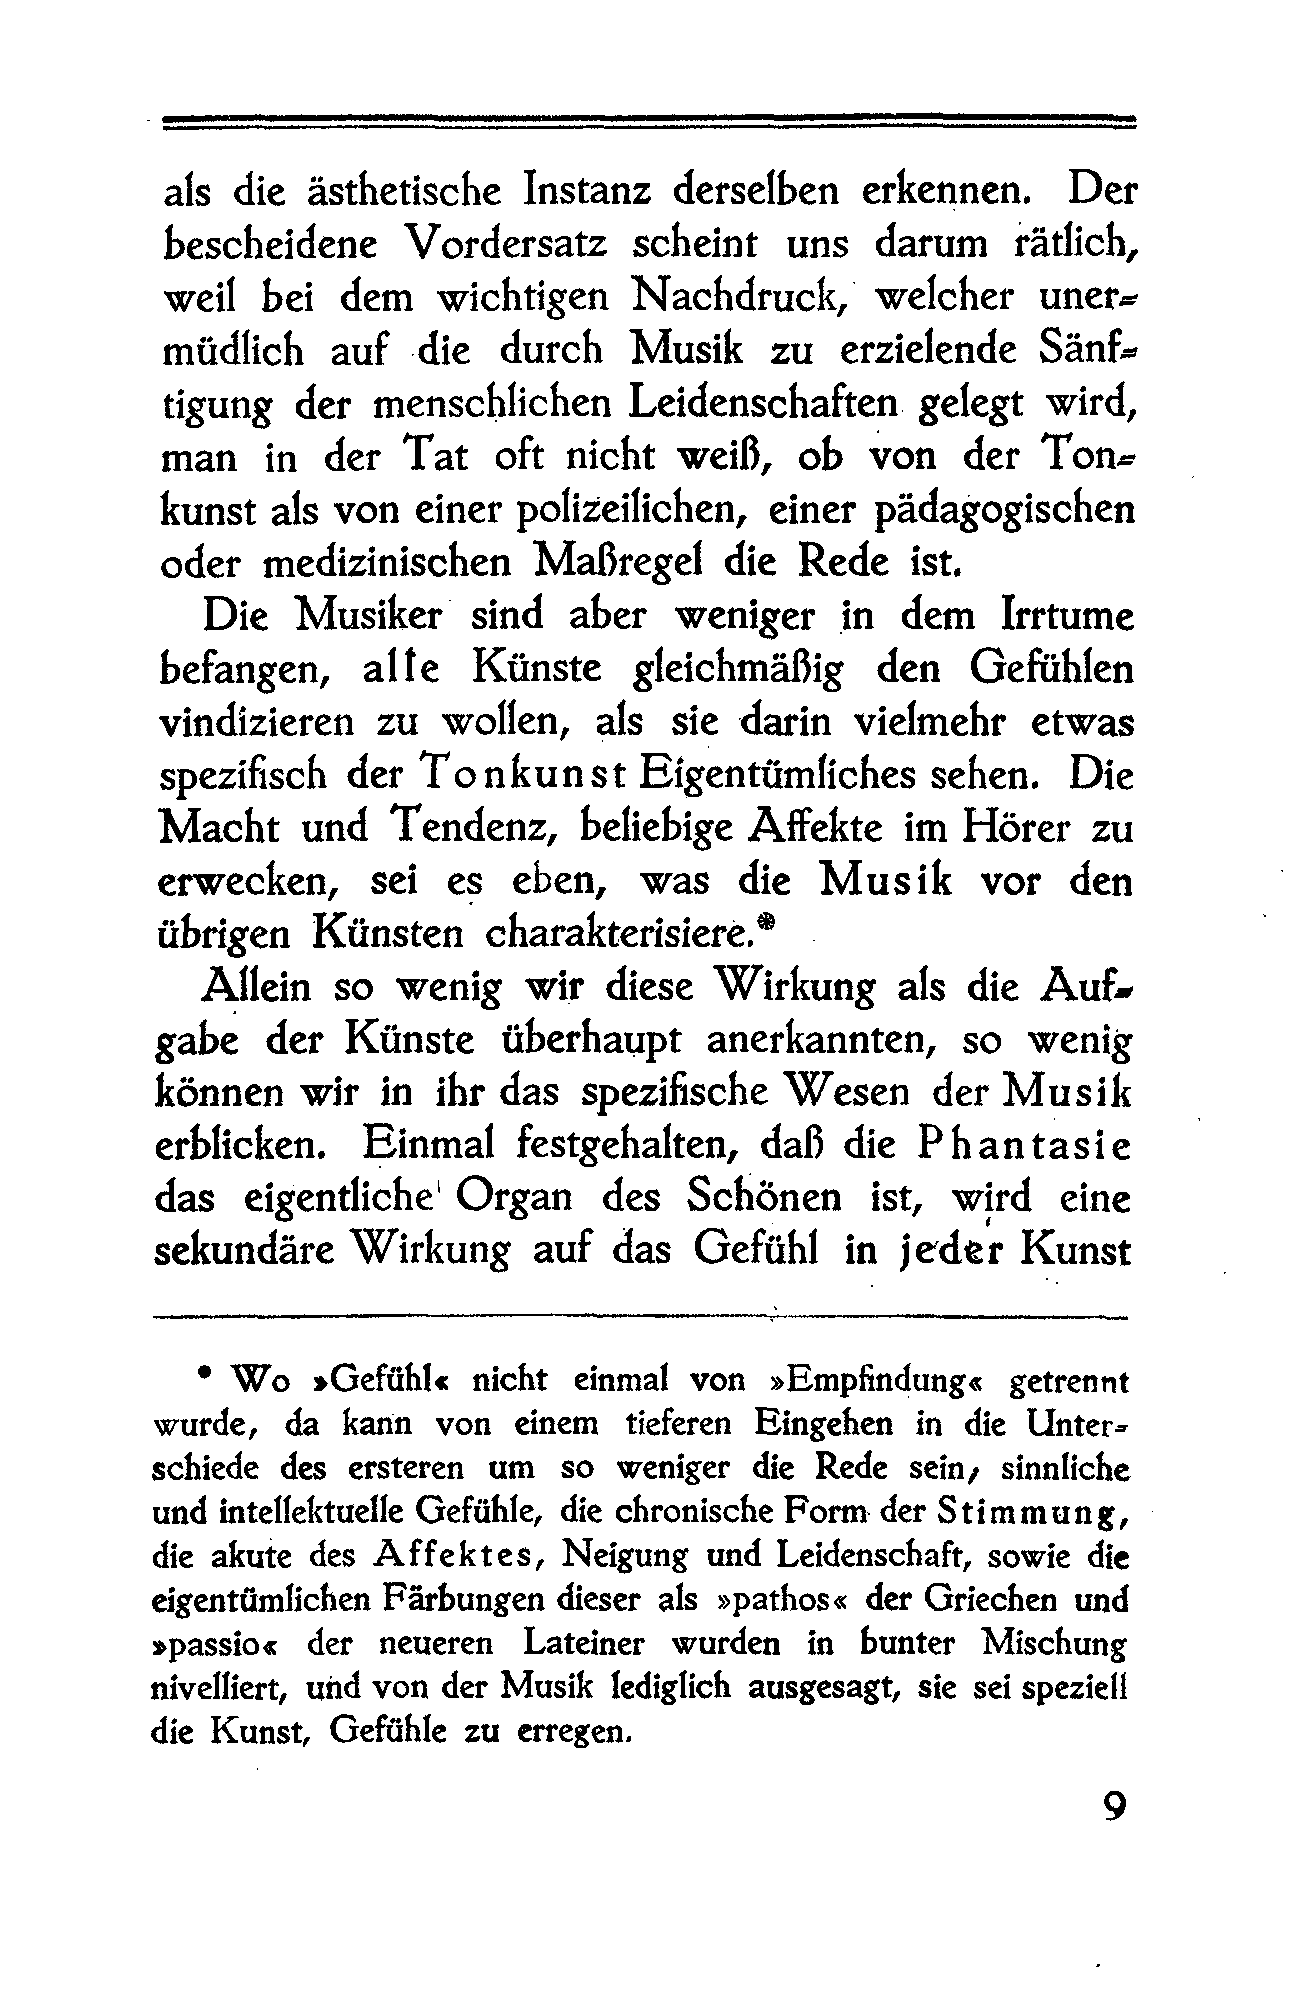 als die ästhetische Instanz derselben erkennen. Der
bescheidene Vordersatz scheint uns darum rätlich,
weil bei dem wichtigen Nachdruck, welcher uner-
müdlich auf die durch Musik zu erzielende Sänf-
tigung der menschlichen Leidenschaften gelegt wird,
man in der Tat oft nicht weiß, ob von der Ton-
kunst als von einer polizeilichen, einer pädagogischen
oder medizinischen Maßregel die Rede ist.
Die Musiker sind aber weniger in dem Irrtume
befangen, alle Künste gleichmäßig den Gefühlen
vindizieren zu wollen, als sie darin vielmehr etwas
spezifisch der Tonkunst Eigentümliches sehen. Die
Macht und Tendenz, beliebige Affekte im Hörer zu
erwecken, sei es eben, was die Musik vor den
übrigen Künsten charakterisiere.*
Allein so wenig wir diese Wirkung als die Auf-
gabe der Künste überhaupt anerkannten, so wenig
können wir in ihr das spezifische Wesen der Musik
erblicken. Einmal festgehalten, daß die Phantasie
das eigentliche Organ des Schönen ist, wird eine
sekundäre Wirkung auf das Gefühl in jeder Kunst
* Wo »Gefühl« nicht einmal von »Empfindung« getrennt
wurde, da kann von einem tieferen Eingehen in die Unter-
schiede des ersteren um so weniger die Rede sein; sinnliche
und intellektuelle Gefühle, die chronische Form der Stimmung,
die akute des Affektes, Neigung und Leidenschaft, sowie die
eigentümlichen Färbungen dieser als »pathos« der Griechen und
»passio« der neueren Lateiner wurden in bunter Mischung
nivelliert, und von der Musik lediglich ausgesagt, sie sei speziell
die Kunst, Gefühle zu erregen.
9